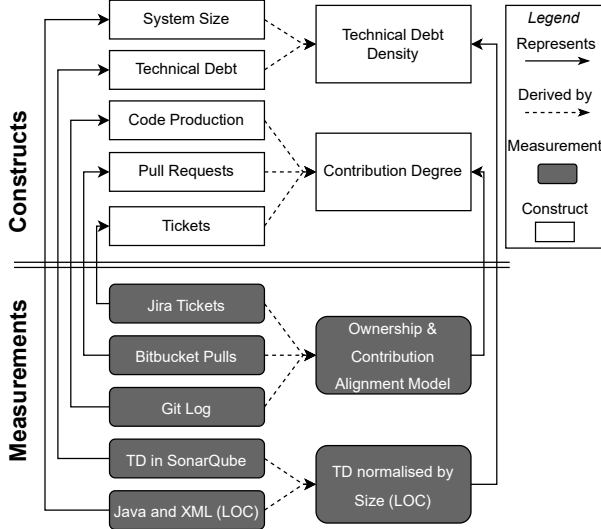 Constructs
System Size
Technical Debt
Code Production
Pull Requests
Tickets
Technical Debt
Density
Contribution Degree
Legend
Represents
Derived by
Measurement
Construct
Measurements
Jira Tickets
Bitbucket Pulls
Git Log
TD in SonarQube
Java and XML (LOC)
Ownership &
Contribution
Alignment Model
TD normalised by
Size (LOC)